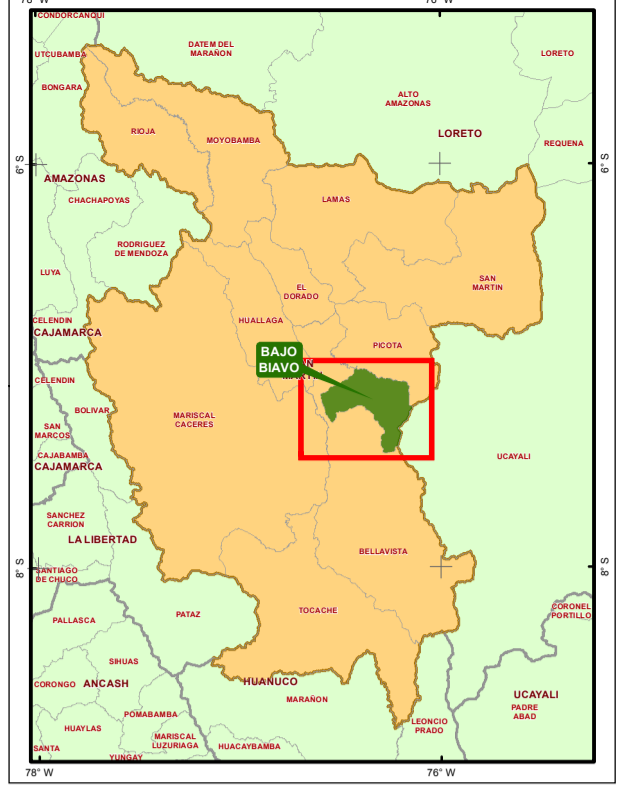 78° W
76° W
CONDORCANQUI
DATEM DEL
MARAÑON
UTCUBAMBA
LORETO
BONGARA
ALTO
AMAZONAS
RIOJA
MOYOBAMBA
LORETO
REQUENA
6° S
6° S
AMAZONAS
CHACHAPOYAS
LAMAS
RODRIGUEZ
DE MENDOZA
LUYA
SAN
MARTIN
EL
DORADO
CELENDIN
HUALLAGA
CAJAMARCA
PICOTA
BAJO
BIAVO
CELENDIN
BOLIVAR
MARISCAL
CACERES
SAN
MARCOS
CAJABAMBA
UCAYALI
CAJAMARCA
SANCHEZ
CARRION
LA LIBERTAD
BELLAVISTA
8° S
8° S
SANTIAGO
DE CHUCO
PALLASCA
PATAZ
TOCACHE
CORONEL
PORTILLO
SIHUAS
CORONGO
ANCASH
HUANUCO
MARAÑON
UCAYALI
PADRE
ABAD
POMABAMBA
LEONCIO
PRADO
HUAYLAS
MARISCAL
LUZURIAGA
HUACAYBAMBA
SANTA
YUNGAY
78° W
76° W